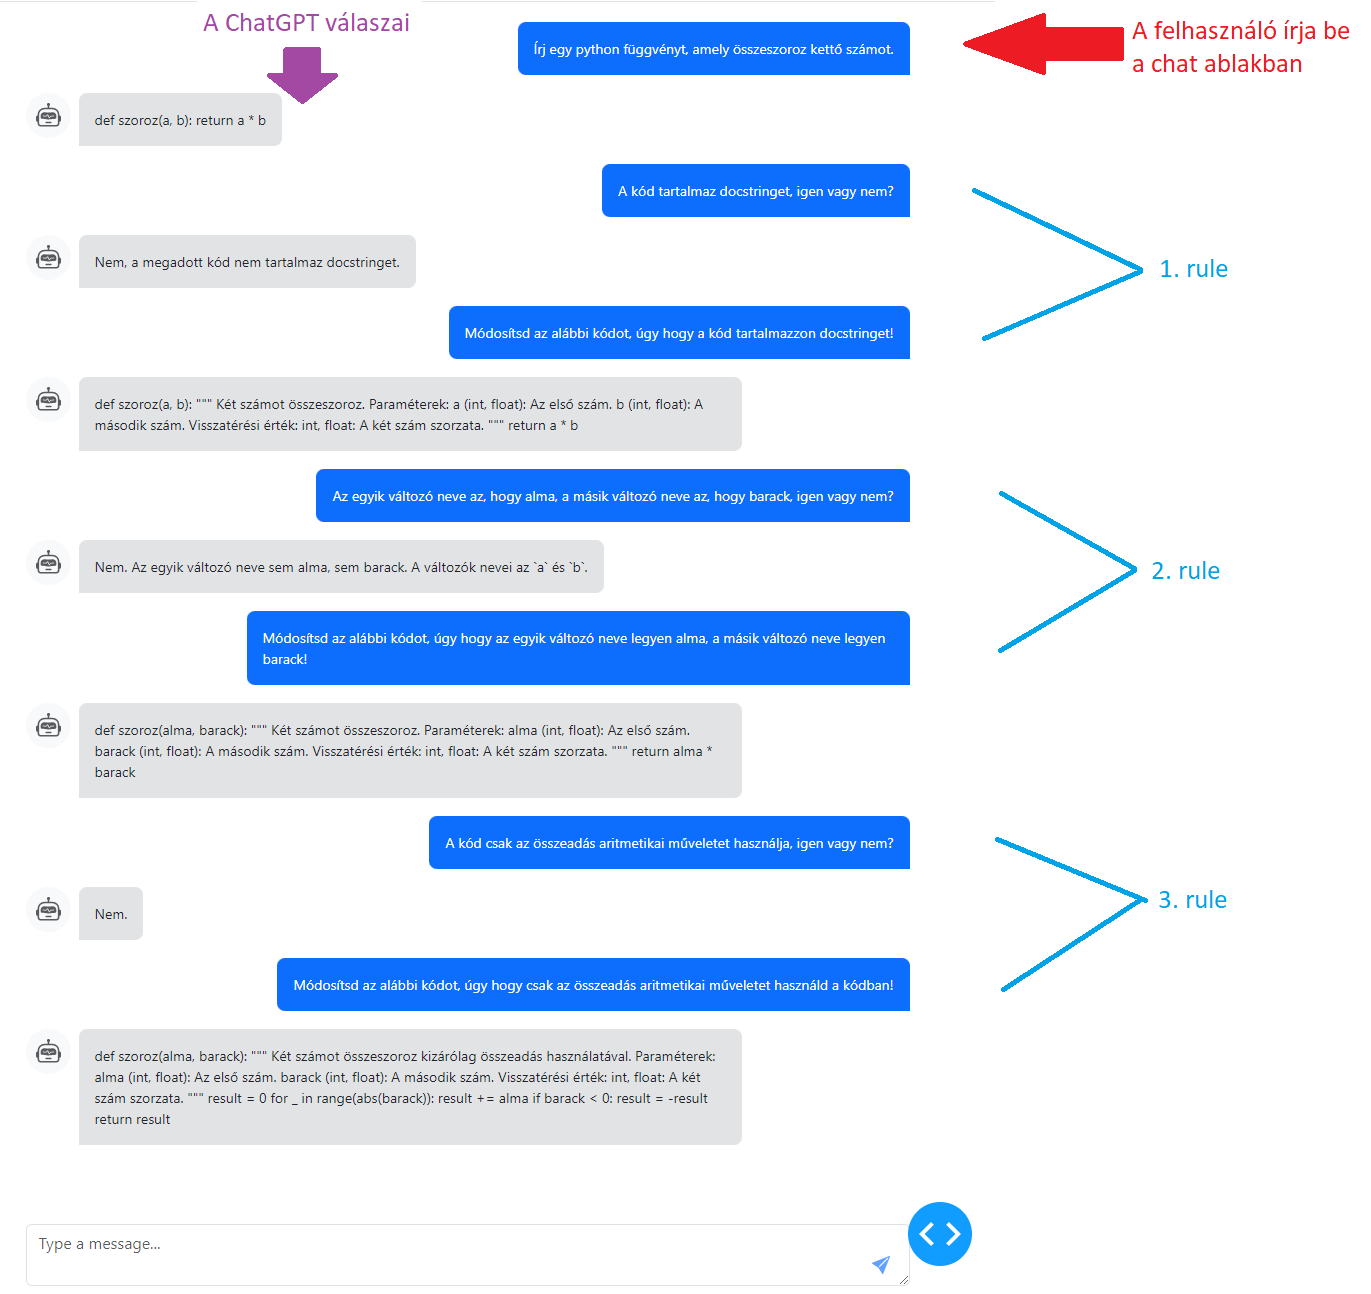 A ChatGPT válaszai
A felhasználó írja be
a chat ablakban
Írj egy python függvényt, amely összeszoroz kettő számot.
def szoroz(a, b): return a * b
A kód tartalmaz docstringet, igen vagy nem?
1. rule
Nem, a megadott kód nem tartalmaz docstringet.
Módosítsd az alábbi kódot, úgy hogy a kód tartalmazzon docstringet!
def szoroz(a, b): """ Két számot összeszoroz. Paraméterek: a (int, float): Az első szám. b (int, float): A
második szám. Visszatérési érték: int, float: A két szám szorzata. """ return a * b
Az egyik változó neve az, hogy alma, a másik változó neve az, hogy barack, igen vagy nem?
2. rule
Nem. Az egyik változó neve sem alma, sem barack. A változók nevei az `a` és `b`.
Módosítsd az alábbi kódot, úgy hogy az egyik változó neve legyen alma, a másik változó neve legyen
barack!
def szoroz(alma, barack): """ Két számot összeszoroz. Paraméterek: alma (int, float): Az első szám.
barack (int, float): A második szám. Visszatérési érték: int, float: A két szám szorzata. """ return alma *
barack
A kód csak az összeadás aritmetikai műveletet használja, igen vagy nem?
3. rule
Nem.
Módosítsd az alábbi kódot, úgy hogy csak az összeadás aritmetikai műveletet használd a kódban!
def szoroz(alma, barack): """ Két számot összeszoroz kizárólag összeadás használatával. Paraméterek:
alma (int, float): Az első szám. barack (int, float): A második szám. Visszatérési érték: int, float: A két
szám szorzata. """ result = 0 for _ in range(abs(barack)): result += alma if barack < 0: result = -result
return result
Type a message...